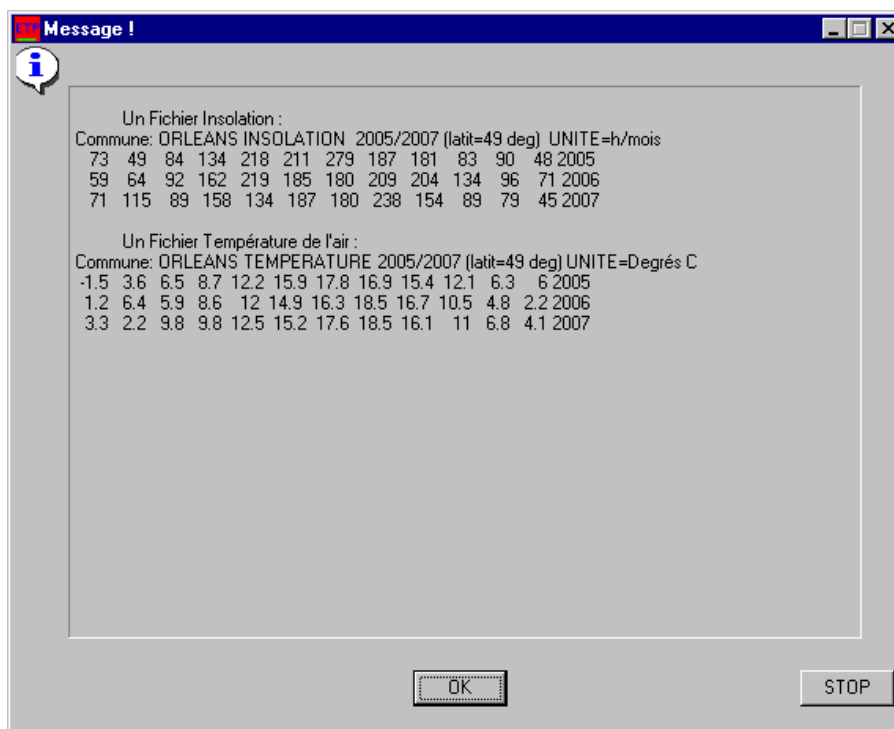 ETP Message !
i
Un Fichier Insolation :
Commune: ORLEANS INSOLATION 2005/2007 (latit=49 deg) UNITE=h/mois
73 49 84 134 218 211 279 187 181 83 90 48 2005
59 64 92 162 219 185 180 209 204 134 96 71 2006
71 115 89 158 134 187 180 238 154 89 79 45 2007
Un Fichier Température de l'air :
Commune: ORLEANS TEMPERATURE 2005/2007 (latit=49 deg) UNITE=Degrés C
-1.5 3.6 6.5 8.7 12.2 15.9 17.8 16.9 15.4 12.1 6.3 6 2005
1.2 6.4 5.9 8.6 12 14.9 16.3 18.5 16.7 10.5 4.8 2.2 2006
3.3 2.2 9.8 9.8 12.5 15.2 17.6 18.5 16.1 11 6.8 4.1 2007
OK STOP